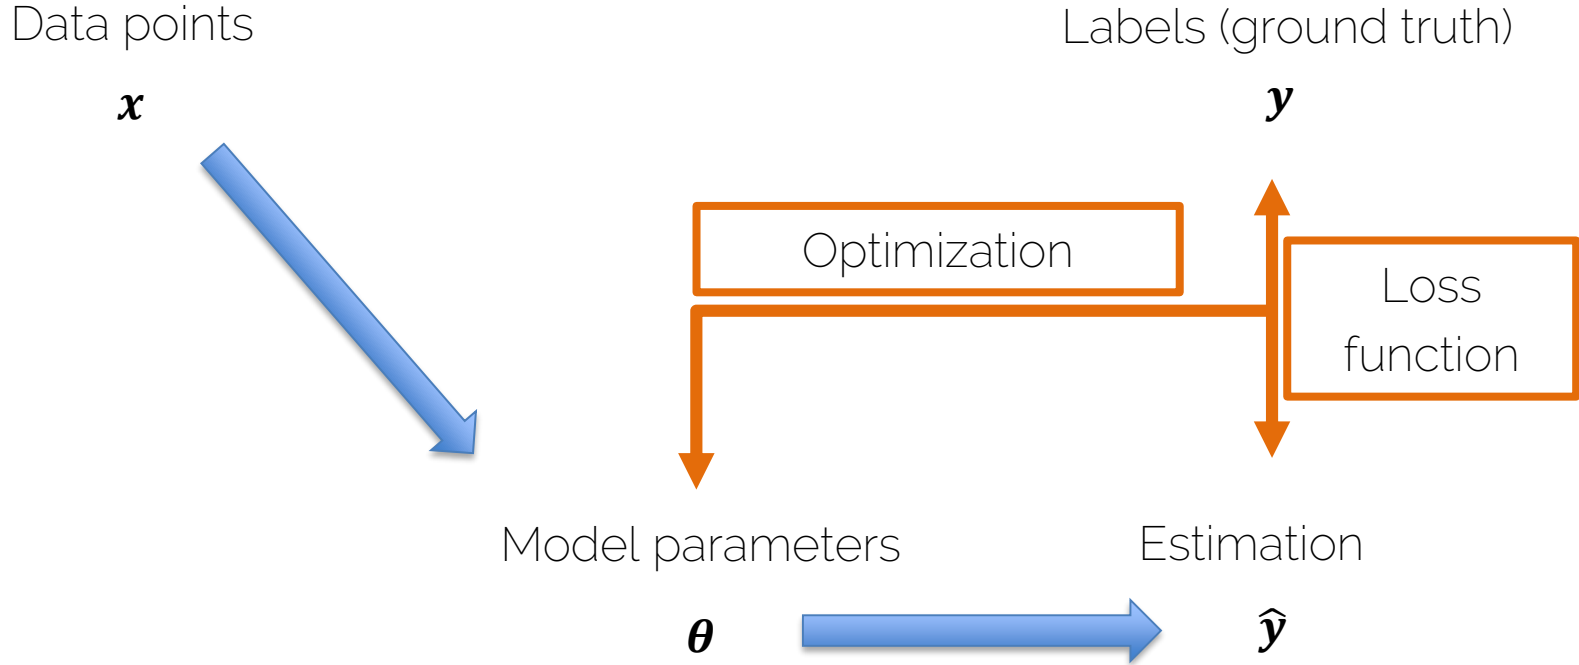 Data points
Labels (ground truth)
x
y
Optimization
Loss
function
Model parameters
Estimation
θ
ŷ